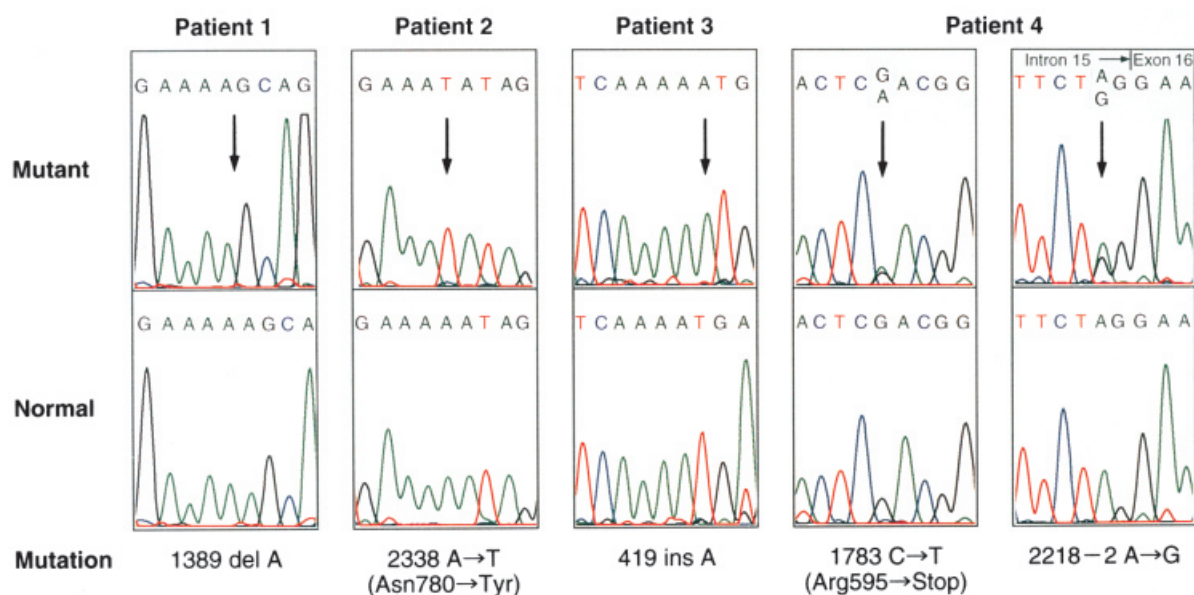 Patient 1 Patient 2 Patient 3 Patient 4
Intron 15 → Exon 16
G A A A A G C A G
G A A A T A T A G
T C A A A A A T G
A C T C G A C G G
A
T T C T A G G A A
G
Mutant
G A A A A A G C A
G A A A A A T A G
T C A A A A T G A
A C T C G A C G G
T T C T A G G A A
Normal
Mutation
1389 del A
2338 A→T
(Asn780→Tyr)
419 ins A
1783 C→T
(Arg595→Stop)
2218−2 A→G